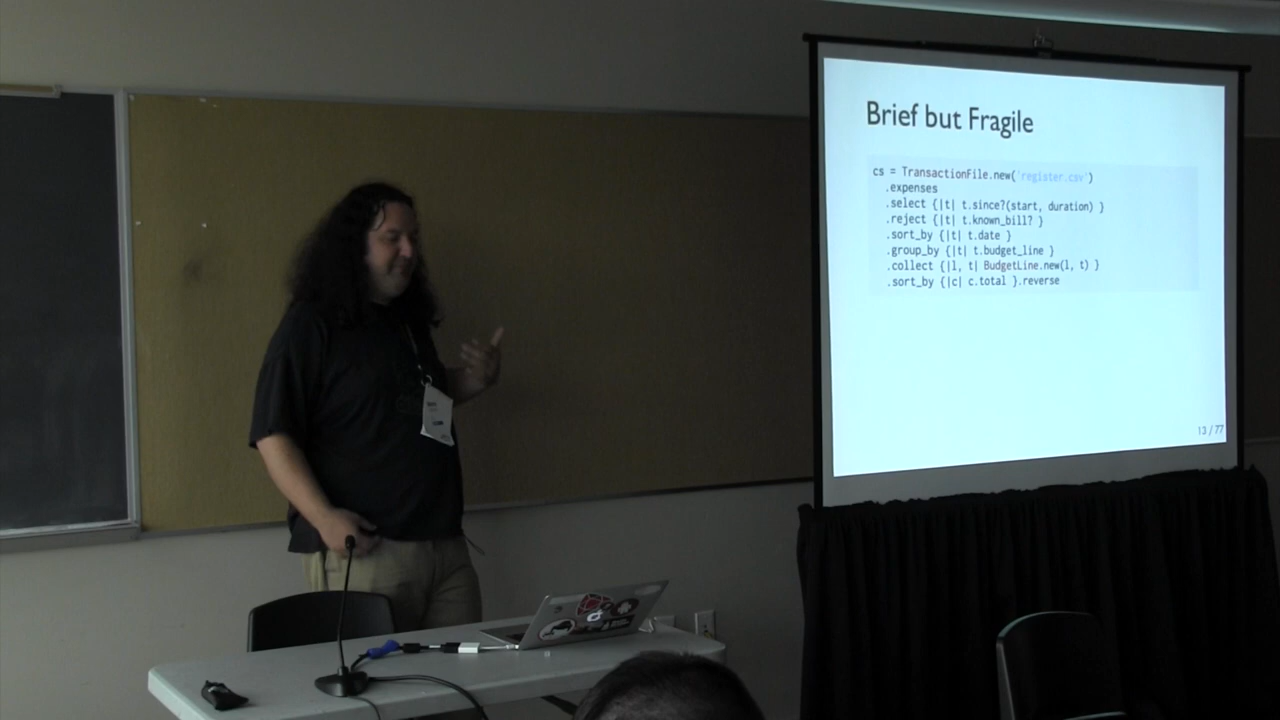 Brief but Fragile
cs = TransactionFile.new('register.csv')
.expenses
.select {|t| t.since?(start, duration) }
.reject {|t| t.known_bill? }
.sort_by {|t| t.date }
.group_by {|t| t.budget_line }
.collect {|l, t| BudgetLine.new(l, t) }
.sort_by {|c| c.total }.reverse
13 / 77